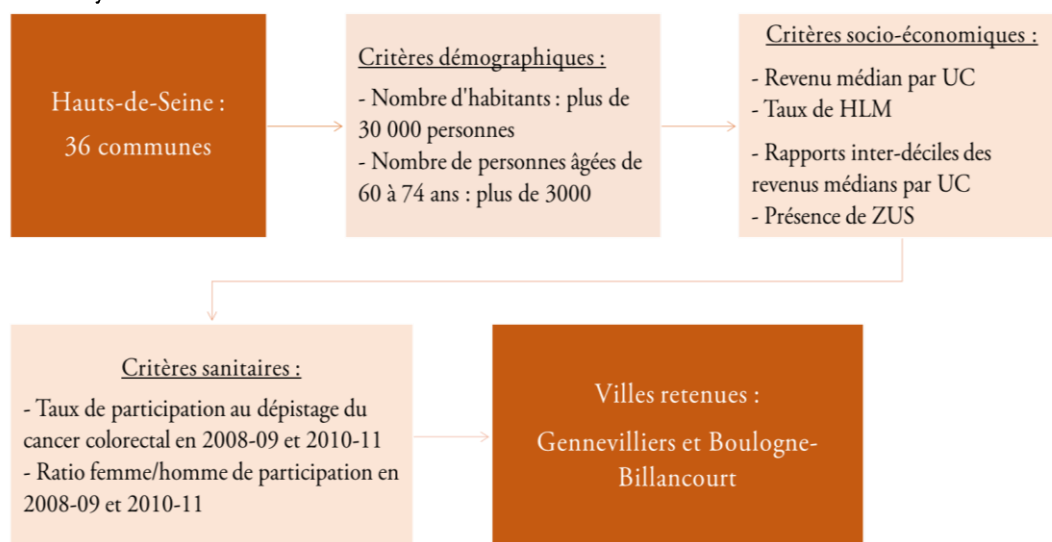 Hauts-de-Seine :
36 communes
Critères démographiques :
- Nombre d'habitants : plus de
30 000 personnes
- Nombre de personnes âgées de
60 à 74 ans : plus de 3000
Critères socio-économiques :
- Revenu médian par UC
- Taux de HLM
- Rapports inter-déciles des
revenus médians par UC
- Présence de ZUS
Critères sanitaires :
- Taux de participation au dépistage du
cancer colorectal en 2008-09 et 2010-11
- Ratio femme/homme de participation en
2008-09 et 2010-11
Villes retenues :
Gennevilliers et Boulogne-
Billancourt